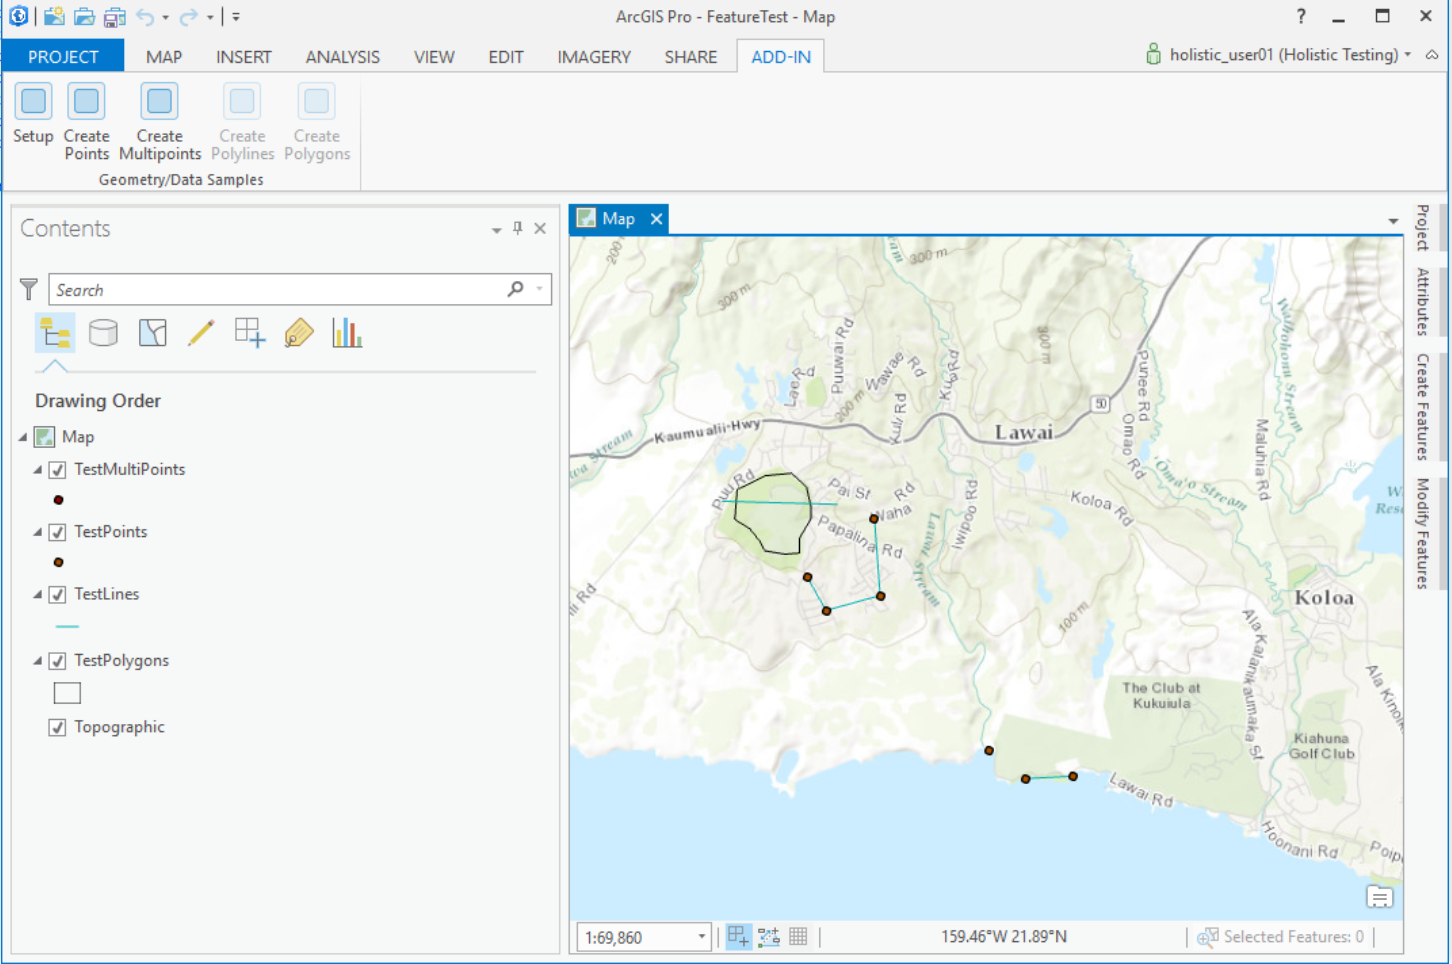 ArcGIS Pro - FeatureTest - Map
?
PROJECT MAP INSERT ANALYSIS VIEW EDIT IMAGERY SHARE ADD-IN
holistic_user01 (Holistic Testing)
Setup
Create
Points
Create
Multipoints
Create
Polylines
Create
Polygons
Geometry/Data Samples
Contents
Search
Drawing Order
Map
TestMultiPoints
TestPoints
TestLines
TestPolygons
Topographic
Map
200
300 m
300 m
300 m
200 m
100 m
Puuwai Rd
Lae Rd
Wawae Rd
Kua Rd
Kuli Rd
Punee Rd
Omao Rd
50
Kaumualii-Hwy
Lawai
Stream
Waihohonu Stream
Maluhia Rd
Oma'o Stream
Puu Rd
Pai St
Rd
Waha
Papalina Rd
Lawai Stream
Iwipoo Rd
Koloa Rd
W
Res
Koloa
Ala Kalanikaumaka St
Ala Kino
The Club at
Kukuiula
Kiahuna
Golf Club
Lawai Rd
Hoonani Rd
Poip
Project
Attributes
Create Features
Modify Features
1:69,860
159.46°W 21.89°N
Selected Features: 0